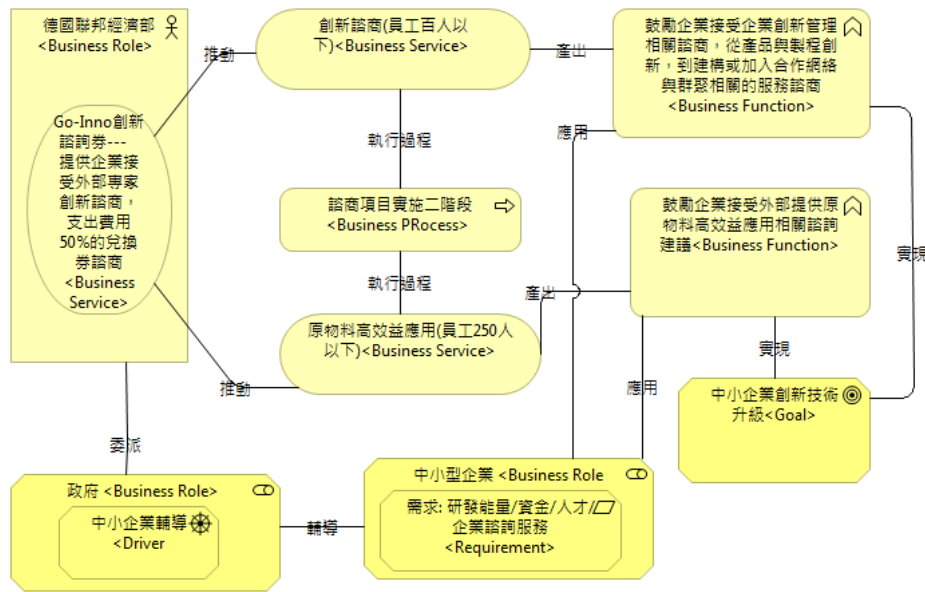 德國聯邦經濟部
<Business Role>
Go-Inno創新
諮詢券---
提供企業接
受外部專家
創新諮商，
支出費用
50%的兌換
券諮商
<Business
Service>
推動
推動
創新諮商(員工百人以
下)<Business Service>
執行過程
諮商項目實施二階段
<Business PRocess>
執行過程
原物料高效益應用(員工250人
以下)<Business Service>
產出
產出
鼓勵企業接受企業創新管理
相關諮商，從產品與製程創
新，到建構或加入合作網絡
與群聚相關的服務諮商
<Business Function>
應用
鼓勵企業接受外部提供原
物料高效益應用相關諮詢
建議<Business Function>
實現
實現
應用
中小企業創新技術
升級<Goal>
委派
政府 <Business Role>
中小企業輔導
<Driver
輔導
中小型企業 <Business Role
需求: 研發能量/資金/人才/
企業諮詢服務
<Requirement>